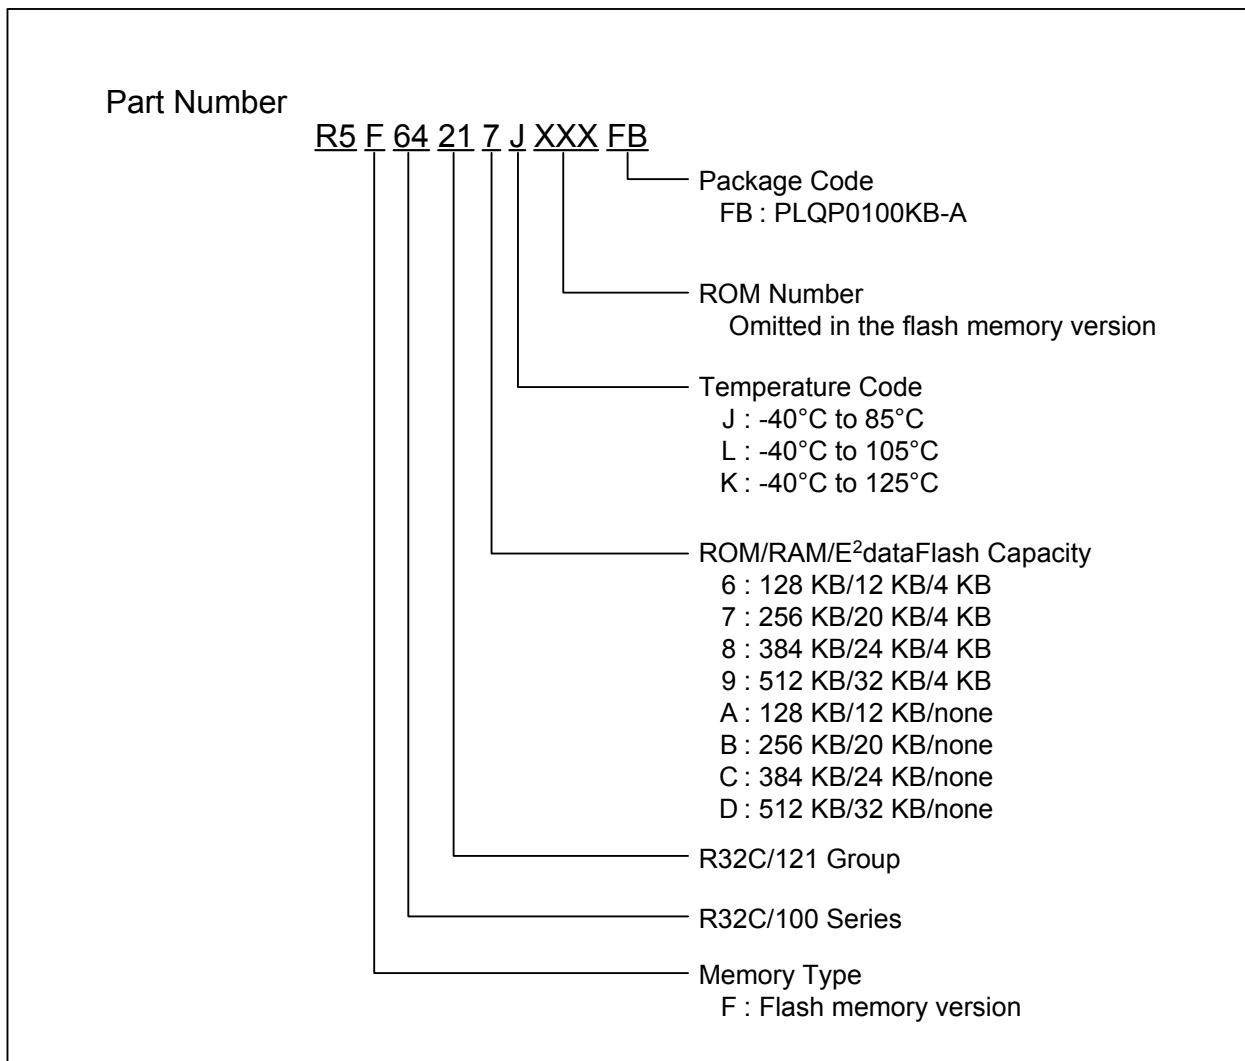 Part Number
R5 F 64 21 7 J XXX FB
Package Code
FB : PLQP0100KB-A
ROM Number
Omitted in the flash memory version
Temperature Code
J : -40°C to 85°C
L : -40°C to 105°C
K : -40°C to 125°C
ROM/RAM/E²dataFlash Capacity
6 : 128 KB/12 KB/4 KB
7 : 256 KB/20 KB/4 KB
8 : 384 KB/24 KB/4 KB
9 : 512 KB/32 KB/4 KB
A : 128 KB/12 KB/none
B : 256 KB/20 KB/none
C : 384 KB/24 KB/none
D : 512 KB/32 KB/none
R32C/121 Group
R32C/100 Series
Memory Type
F : Flash memory version